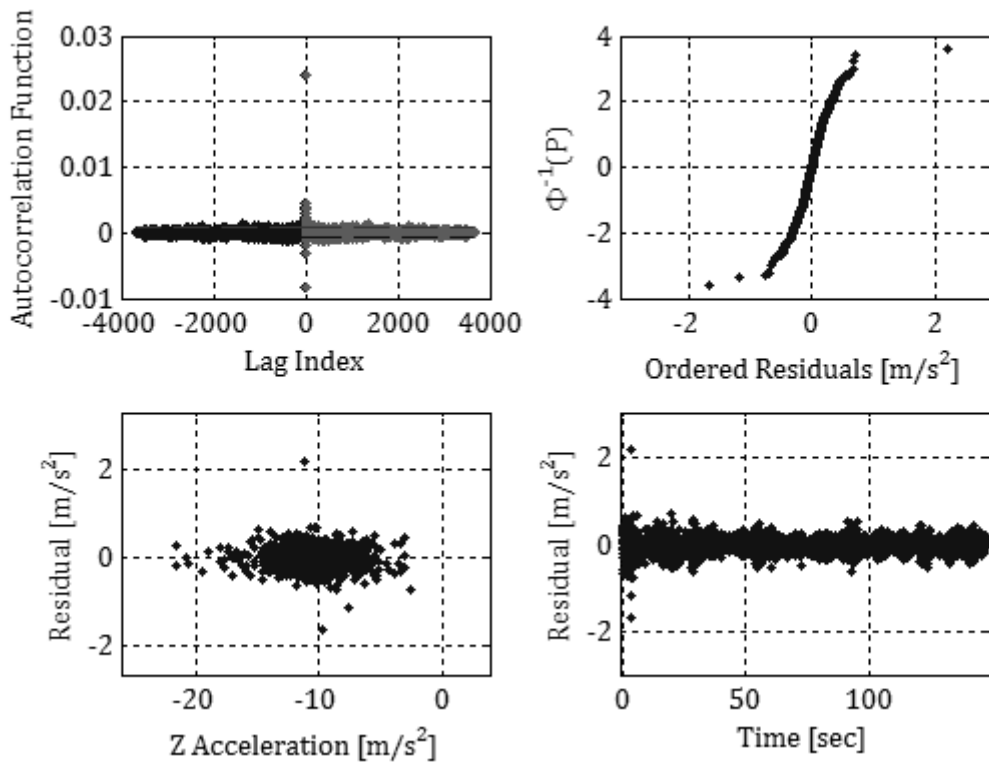 Autocorrelation Function
0.03
0.02
0.01
0
-0.01
-4000 -2000 0 2000 4000
Lag Index
Φ⁻¹(P)
4
2
0
-2
-4
-2 0 2
Ordered Residuals [m/s²]
Residual [m/s²]
2
0
-2
-20 -10 0
Z Acceleration [m/s²]
Residual [m/s²]
2
0
-2
0 50 100
Time [sec]